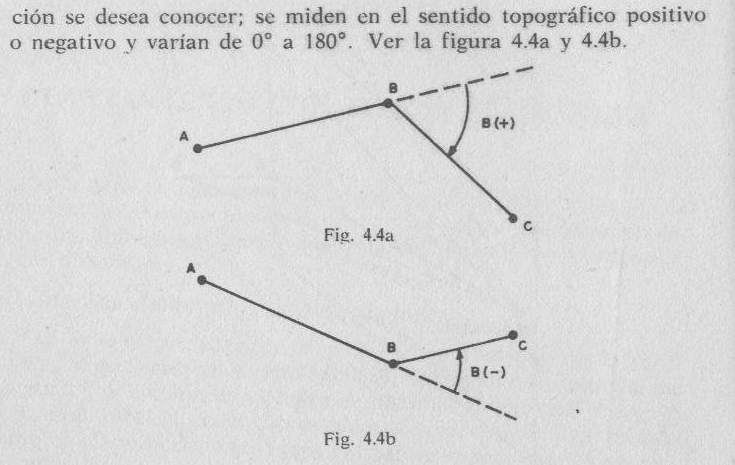 ción se desea conocer; se miden en el sentido topográfico positivo
o negativo y varían de 0° a 180°. Ver la figura 4.4a y 4.4b.
B
A
B(+)
C
Fig. 4.4a
A
B
C
B(-)
Fig. 4.4b